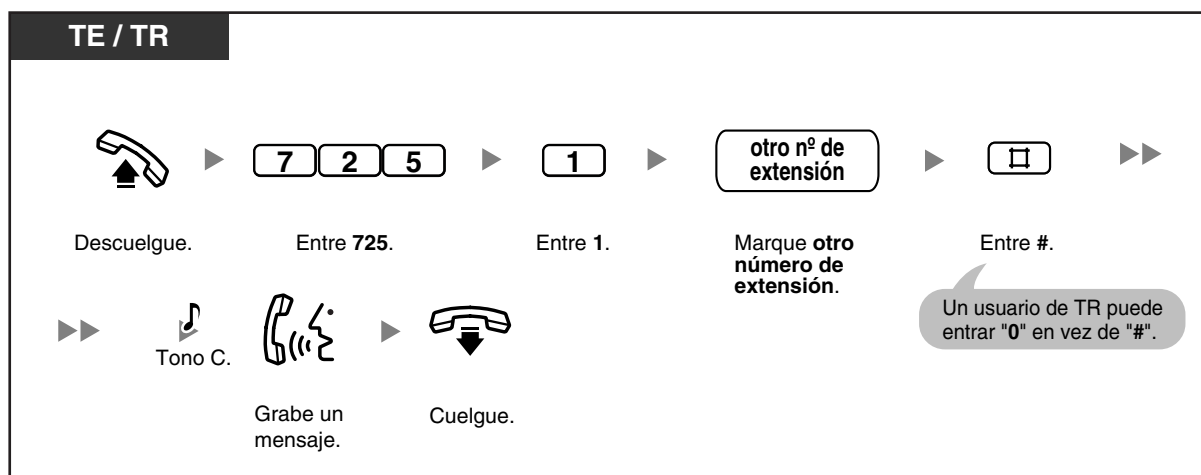 TE / TR
7 2 5
1
otro nº de
extensión
Descuelgue.
Entre 725.
Entre 1.
Marque otro
número de
extensión.
Entre #.
Un usuario de TR puede
entrar "0" en vez de "#".
Tono C.
Grabe un
mensaje.
Cuelgue.